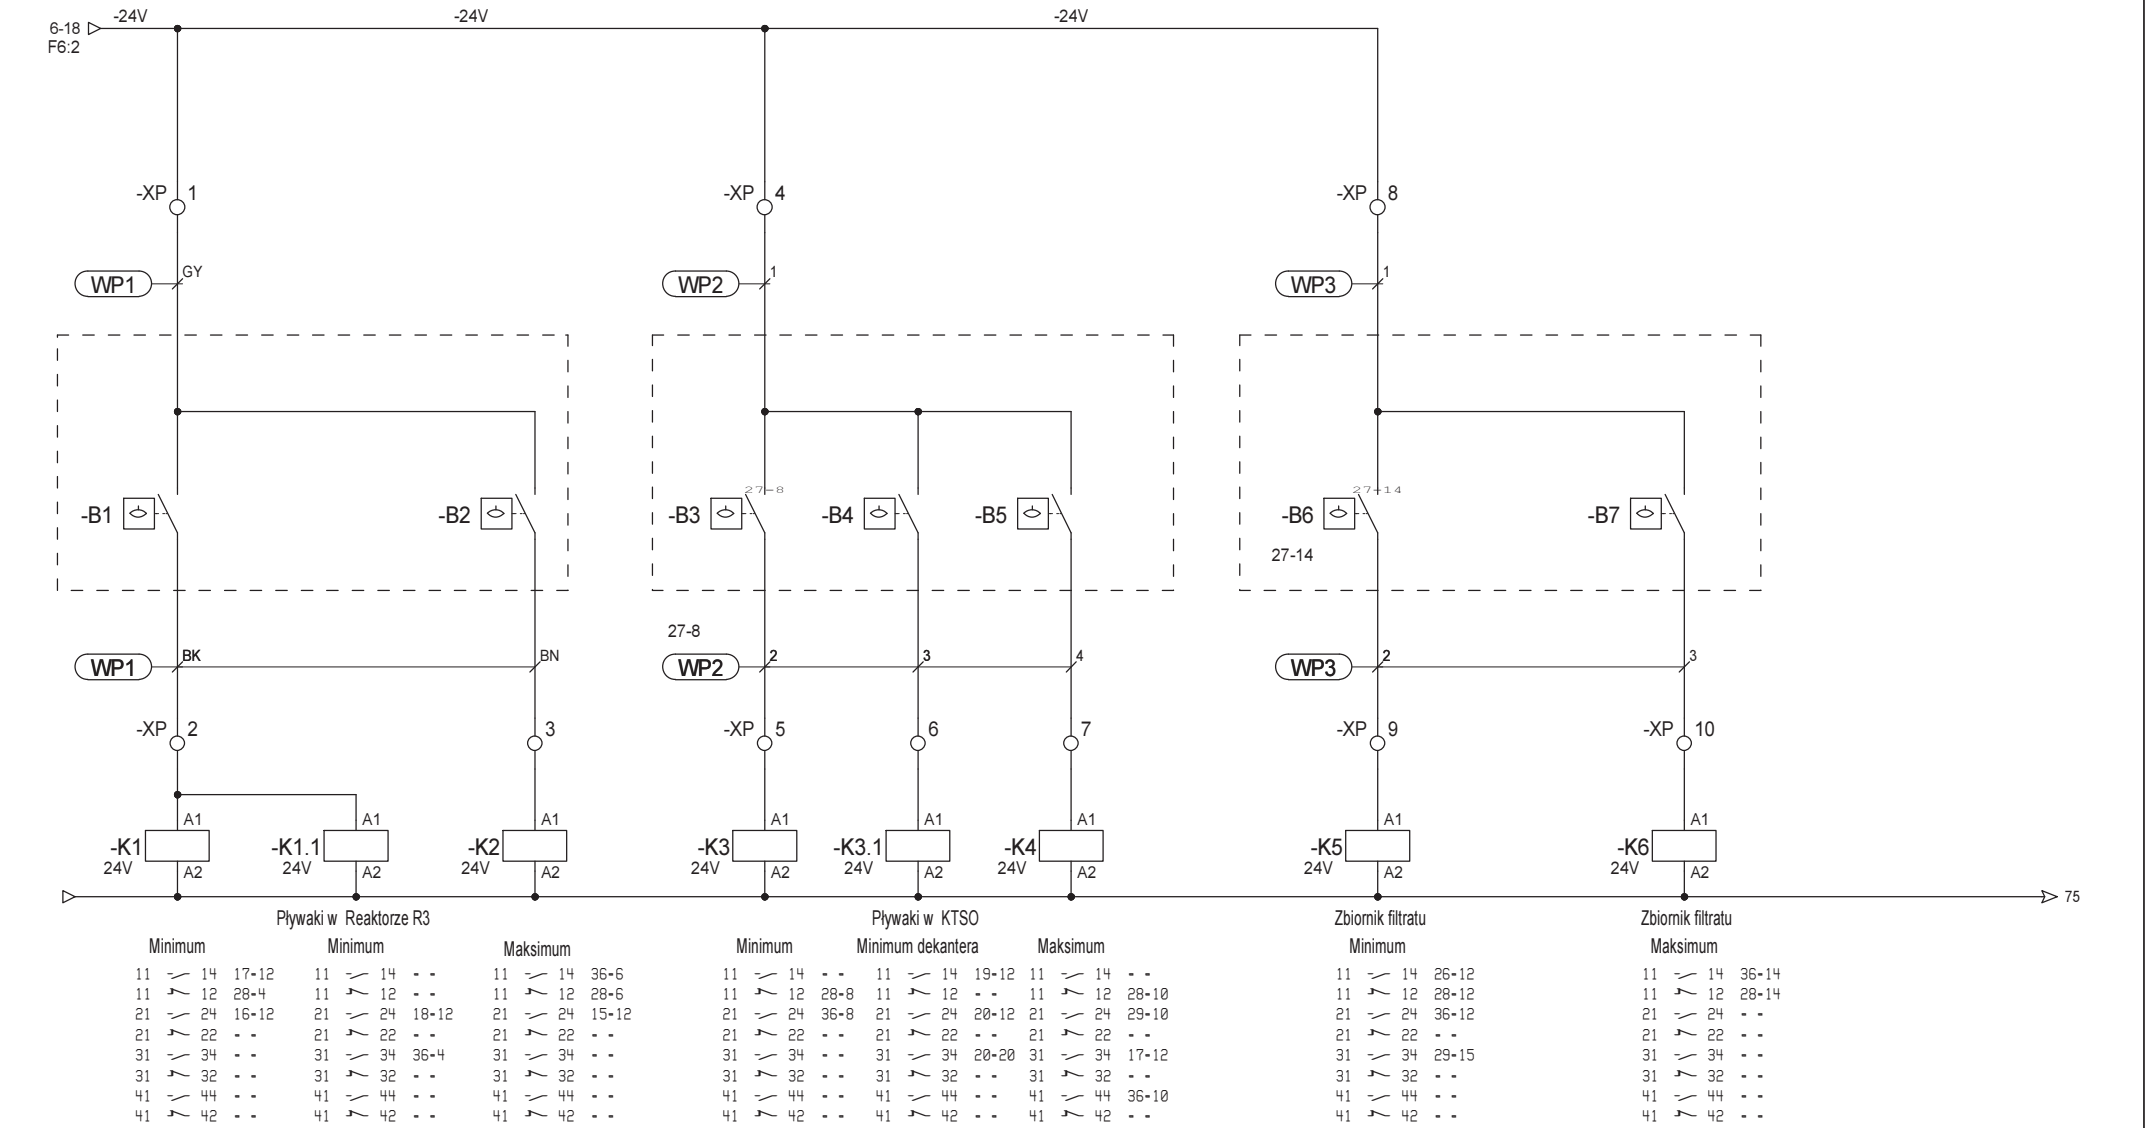 -24V -24V -24V
6-18
F6:2
-XP 1 -XP 4 -XP 8
WP1 GY WP2 1 WP3 1
27-8 27-14
-B1 -B2 -B3 -B4 -B5 -B6 -B7
27-14
27-8
WP1 BK BN WP2 2 3 4 WP3 2 3
-XP 2 3 -XP 5 6 7 -XP 9 -XP 10
A1 A1 A1 A1 A1 A1 A1 A1
-K1 -K1.1 -K2 -K3 -K3.1 -K4 -K5 -K6
24V 24V 24V 24V 24V 24V 24V 24V
A2 A2 A2 A2 A2 A2 A2 A2
75
Pływaki w Reaktorze R3 Pływaki w KTSO Zbiornik filtratu Zbiornik filtratu
Minimum Minimum Maksimum Minimum Minimum dekantera Maksimum Minimum Maksimum
11 14 17-12 11 14 - - 11 14 36-6 11 14 - - 11 14 19-12 11 14 - - 11 14 26-12 11 14 36-14
11 12 28-4 11 12 - - 11 12 28-6 11 12 28-8 11 12 - - 11 12 28-10 11 12 28-12 11 12 28-14
21 24 16-12 21 24 18-12 21 24 15-12 21 24 36-8 21 24 20-12 21 24 29-10 21 24 36-12 21 24 - -
21 22 - - 21 22 - - 21 22 - - 21 22 - - 21 22 - - 21 22 - - 21 22 - - 21 22 - -
31 34 - - 31 34 36-4 31 34 - - 31 34 - - 31 34 20-20 31 34 17-12 31 34 29-15 31 34 - -
31 32 - - 31 32 - - 31 32 - - 31 32 - - 31 32 - - 31 32 - - 31 32 - - 31 32 - -
41 44 - - 41 44 - - 41 44 - - 41 44 - - 41 44 - - 41 44 36-10 41 44 - - 41 44 - -
41 42 - - 41 42 - - 41 42 - - 41 42 - - 41 42 - - 41 42 - - 41 42 - - 41 42 - -